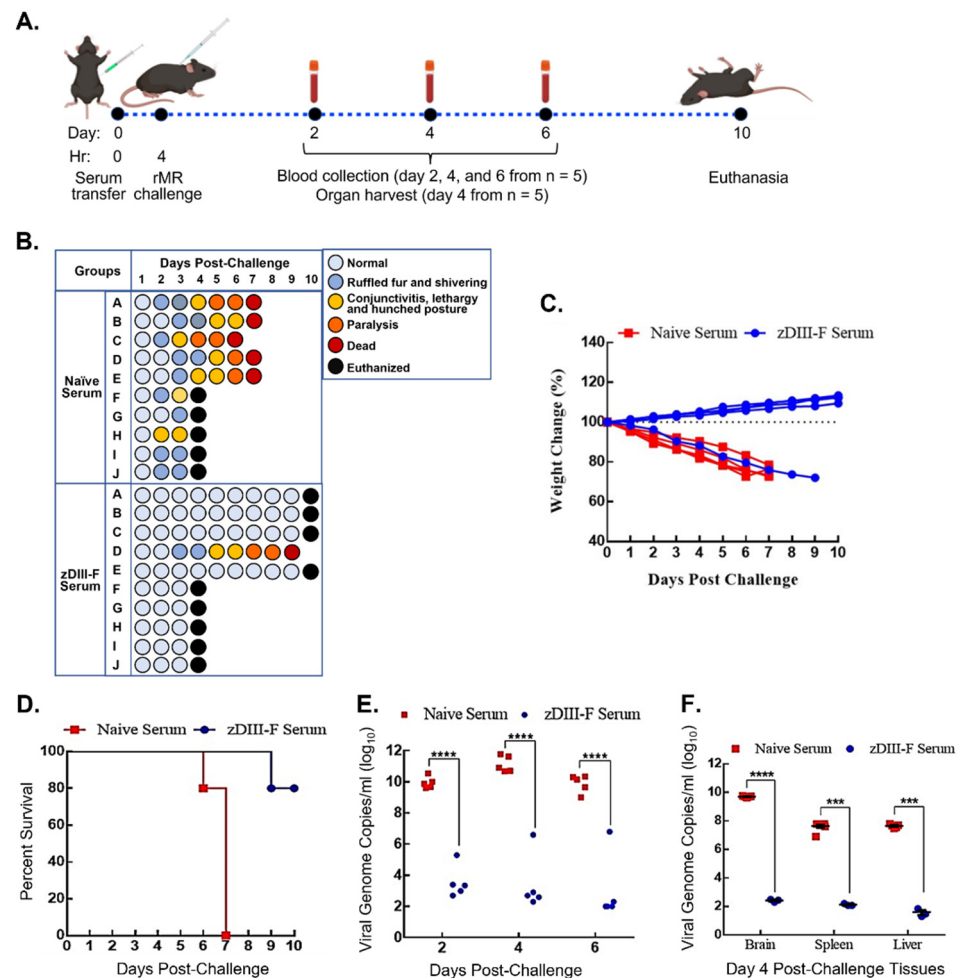 A.
Day: 0 2 4 6 10
Hr: 0 4
Serum transfer
rMR challenge
Blood collection (day 2, 4, and 6 from n = 5)
Organ harvest (day 4 from n = 5)
Euthanasia
B.
Groups
Days Post-Challenge
1 2 3 4 5 6 7 8 9 10
Naïve Serum
A
B
C
D
E
F
G
H
I
J
zDIII-F Serum
A
B
C
D
E
F
G
H
I
J
Normal
Ruffled fur and shivering
Conjunctivitis, lethargy
and hunched posture
Paralysis
Dead
Euthanized
C.
Naive Serum zDIII-F Serum
Weight Change (%)
140
120
100
80
60
40
0 1 2 3 4 5 6 7 8 9 10
Days Post Challenge
D.
Naive Serum zDIII-F Serum
Percent Survival
100
80
60
40
20
0
0 1 2 3 4 5 6 7 8 9 10
Days Post-Challenge
E.
Naive Serum zDIII-F Serum
Viral Genome Copies/ml (log10)
12
10
8
6
4
2
0
**** **** ****
2 4 6
Days Post-Challenge
F.
Naive Serum zDIII-F Serum
Viral Genome Copies/ml (log10)
12
10
8
6
4
2
0
**** *** ***
Brain Spleen Liver
Day 4 Post-Challenge Tissues